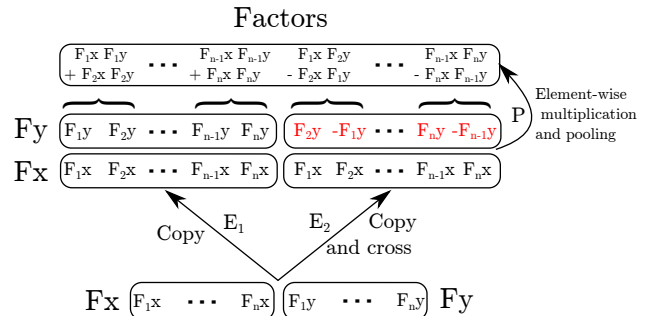 Factors
F₁x F₁y ... Fₙ₋₁x Fₙ₋₁y F₁x F₂y ... Fₙ₋₁x Fₙy
+ F₂x F₂y + Fₙx Fₙy - F₂x F₁y - Fₙx Fₙ₋₁y
Element-wise
multiplication
and pooling
P
Fy F₁y F₂y ... Fₙ₋₁y Fₙy F₂y -F₁y ... Fₙy -Fₙ₋₁y
Fx F₁x F₂x ... Fₙ₋₁x Fₙx F₁x F₂x ... Fₙ₋₁x Fₙx
Copy E₁ E₂ Copy
and cross
Fx F₁x ... Fₙx F₁y ... Fₙy Fy